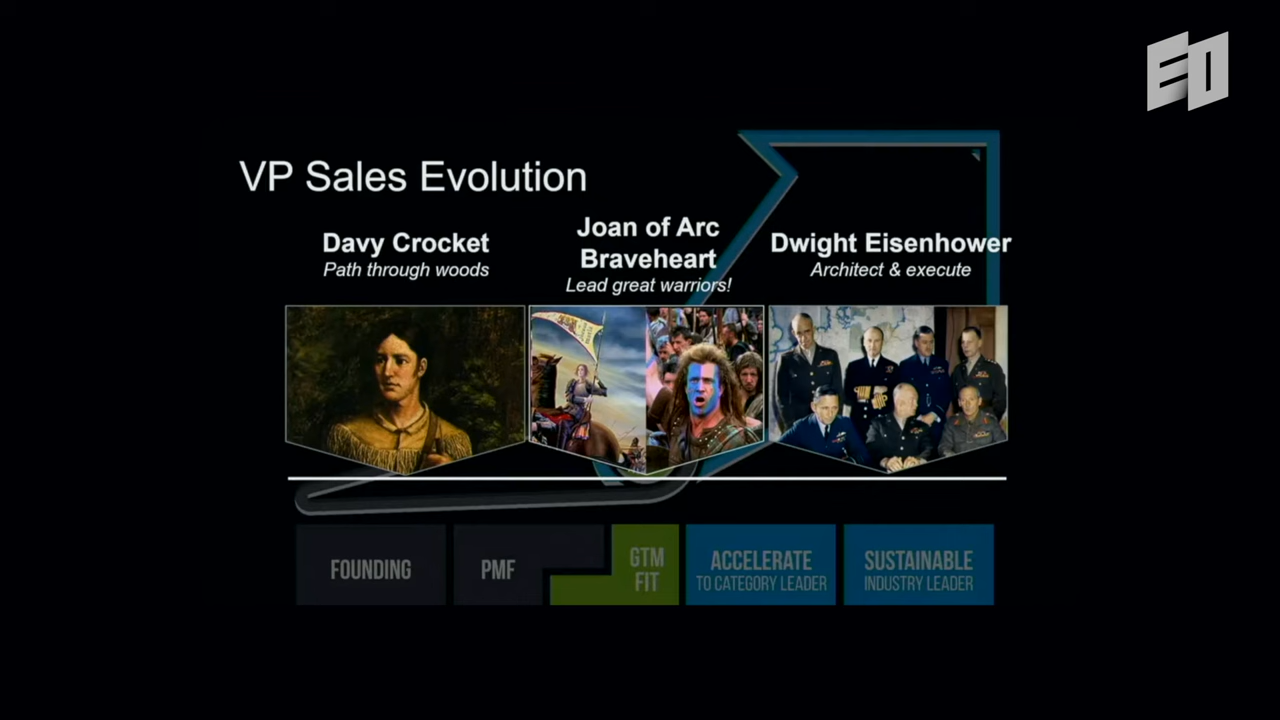 EO
VP Sales Evolution
Davy Crocket
Path through woods
Joan of Arc
Braveheart
Lead great warriors!
Dwight Eisenhower
Architect & execute
FOUNDING
PMF
GTM
FIT
ACCELERATE
TO CATEGORY LEADER
SUSTAINABLE
INDUSTRY LEADER